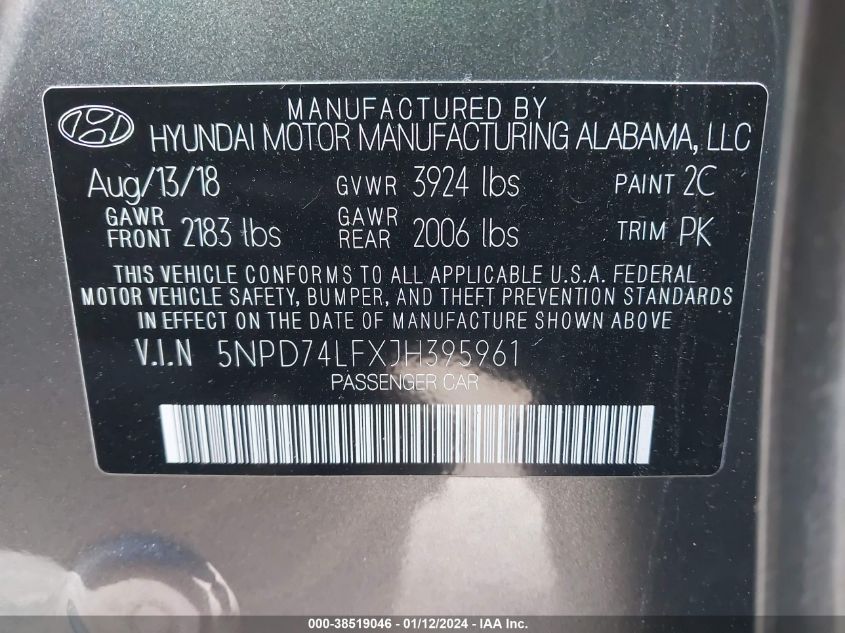 MANUFACTURED BY
HYUNDAI MOTOR MANUFACTURING ALABAMA, LLC
Aug/13/18 GVWR 3924 lbs PAINT 2C
GAWR FRONT 2183 lbs GAWR REAR 2006 lbs TRIM PK
THIS VEHICLE CONFORMS TO ALL APPLICABLE U.S.A. FEDERAL
MOTOR VEHICLE SAFETY, BUMPER, AND THEFT PREVENTION STANDARDS
IN EFFECT ON THE DATE OF MANUFACTURE SHOWN ABOVE
V.I.N 5NPD74LFXJH395961
PASSENGER CAR
000-38519046 - 01/12/2024 - IAA Inc.